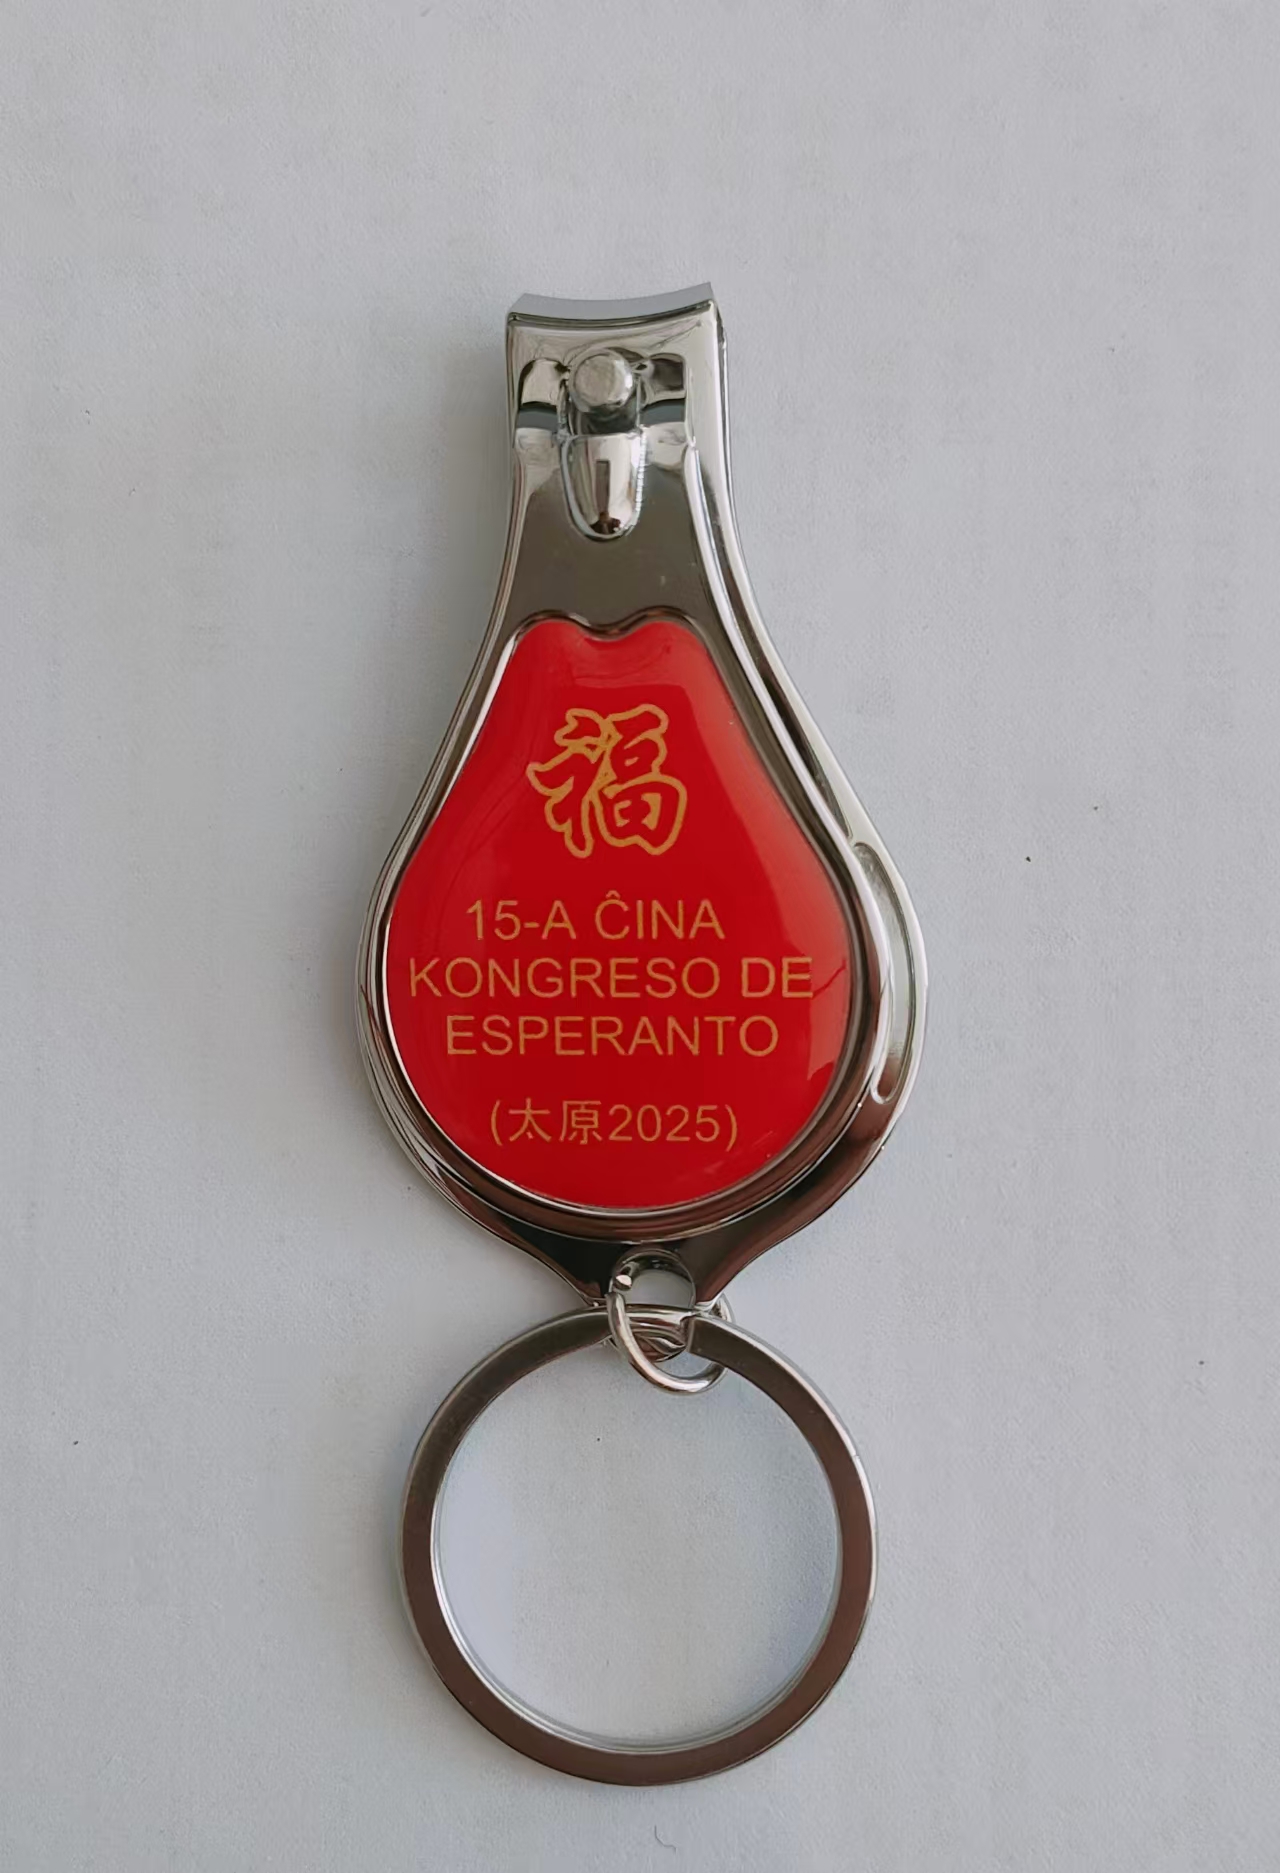 福
15-A ĈINA
KONGRESO DE
ESPERANTO
(太原2025)